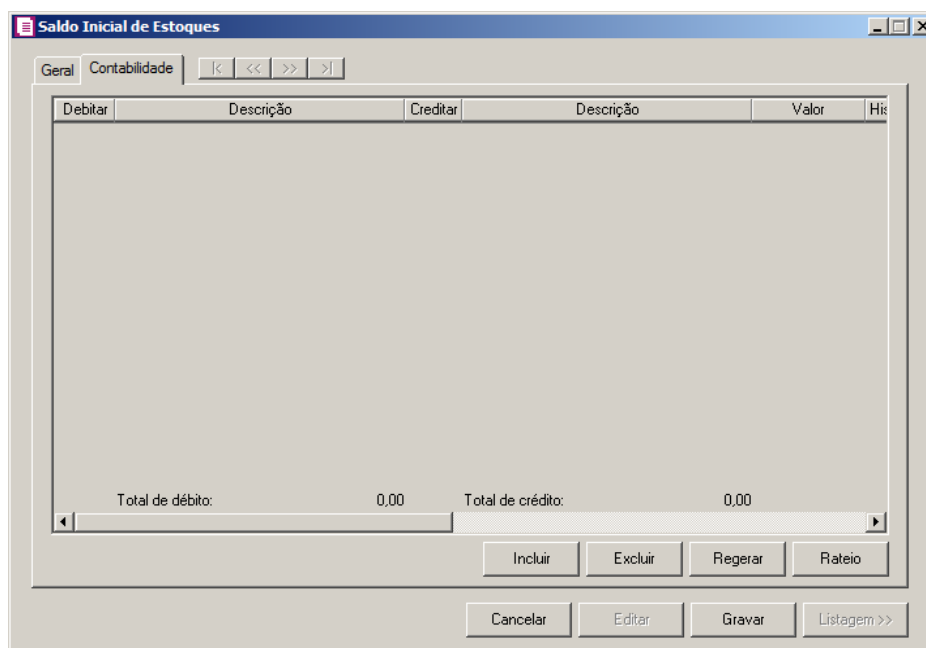 Saldo Inicial de Estoques
Geral Contabilidade |< << >> >|
Debitar Descrição Creditar Descrição Valor His
Total de débito: 0,00 Total de crédito: 0,00
Incluir Excluir Regerar Rateio
Cancelar Editar Gravar Listagem >>